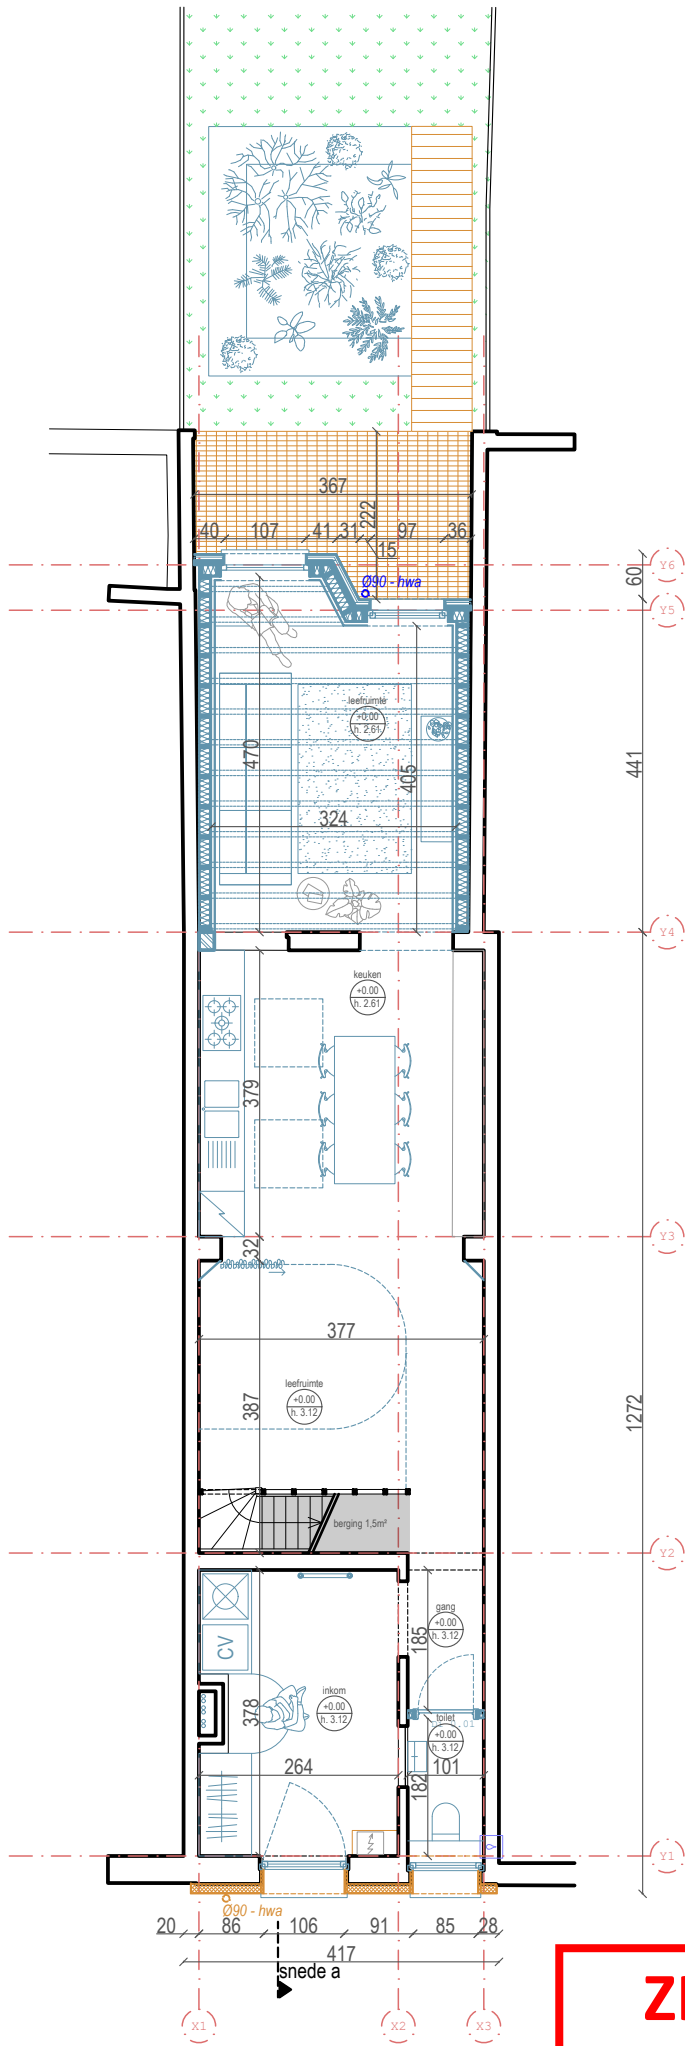 367
222
40 107 41 31 97 36
15
60
Y6
Ø90 - hwa
Y5
leefruimte
+0.00
h. 2.61
470
405
441
324
Y4
keuken
+0.00
h. 2.61
379
Y3
32
377
leefruimte
+0.00
h. 3.12
387
1272
berging 1,5m²
Y2
gang
+0.00
h. 3.12
185
CV
inkom
+0.00
h. 3.12
378
toilet
+0.00
h. 3.12
264
182
101
Y1
Ø90 - hwa
20 86 106 91 85 28
417
snede a
X1 X2 X3